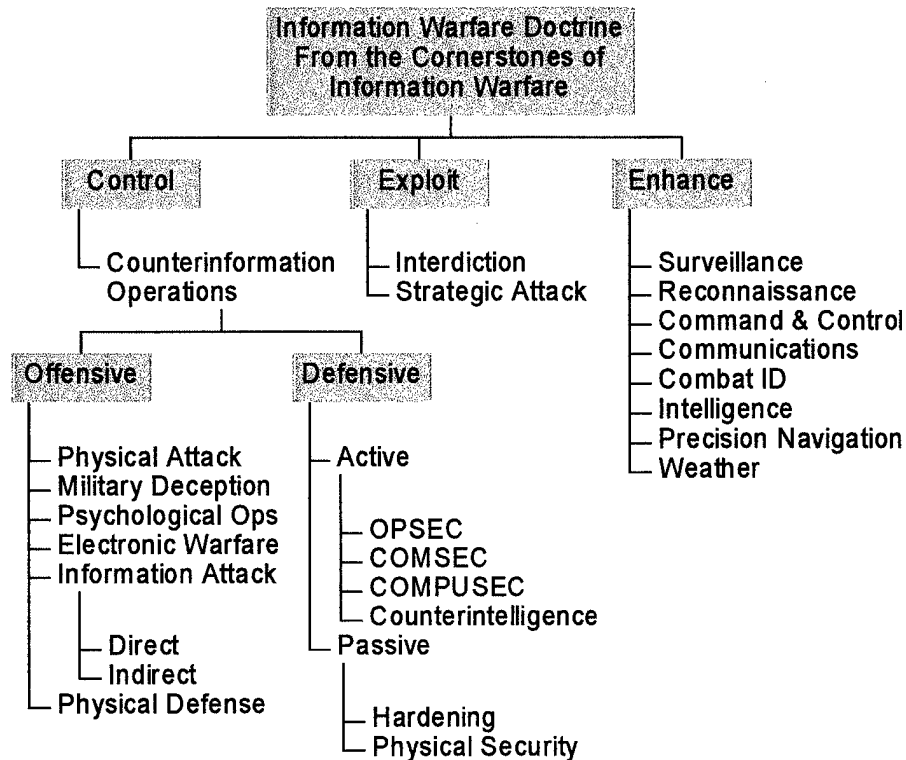 Information Warfare Doctrine
From the Cornerstones of
Information Warfare
Control
Exploit
Enhance
Counterinformation
Operations
Interdiction
Strategic Attack
Surveillance
Reconnaissance
Command & Control
Communications
Combat ID
Intelligence
Precision Navigation
Weather
Offensive
Defensive
Physical Attack
Military Deception
Psychological Ops
Electronic Warfare
Information Attack
Direct
Indirect
Physical Defense
Active
OPSEC
COMSEC
COMPUSEC
Counterintelligence
Passive
Hardening
Physical Security